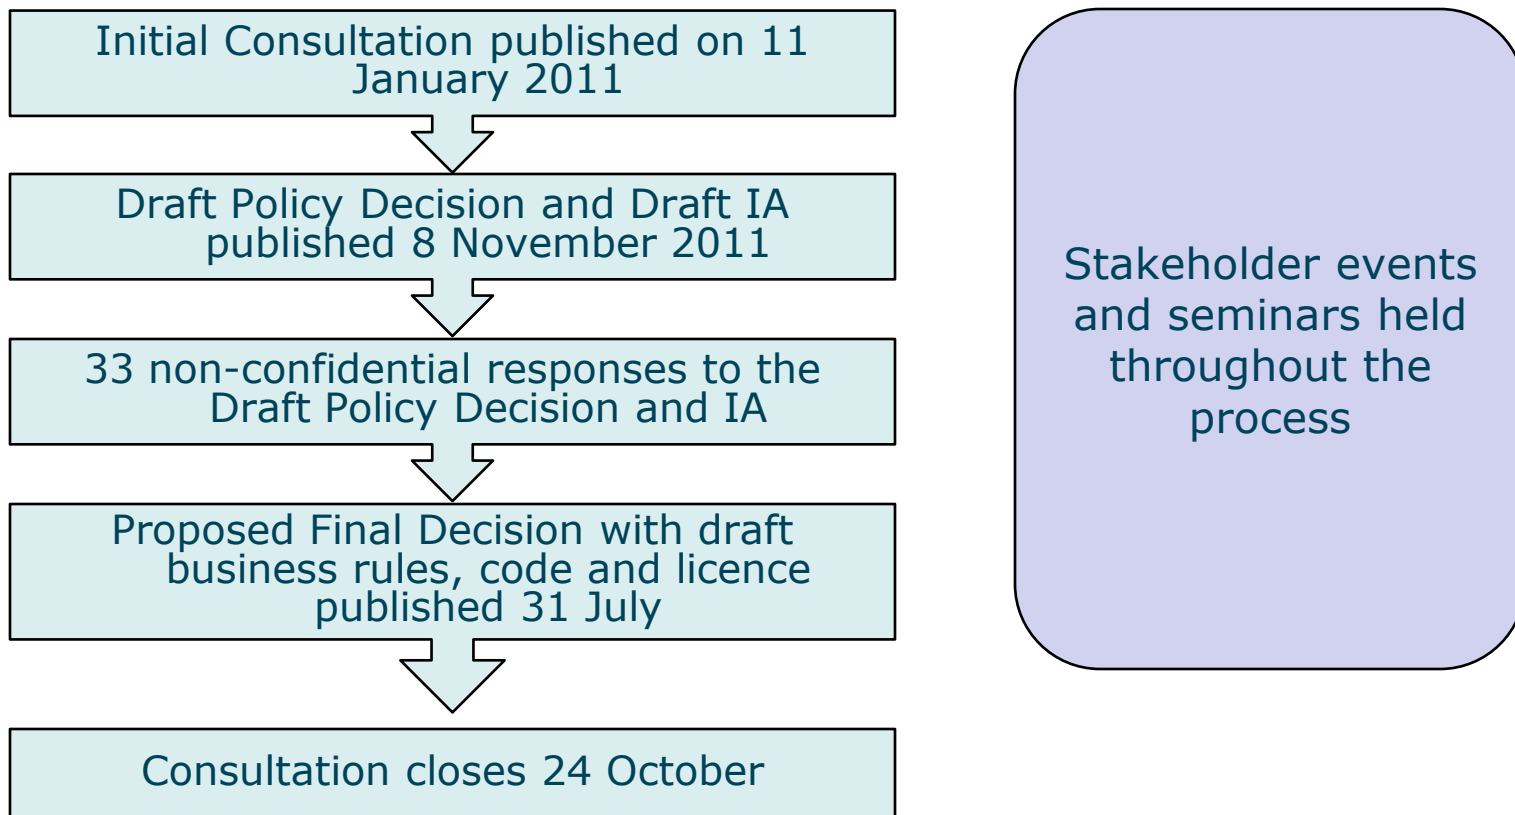 Initial Consultation published on 11
January 2011
Draft Policy Decision and Draft IA
published 8 November 2011
33 non-confidential responses to the
Draft Policy Decision and IA
Proposed Final Decision with draft
business rules, code and licence
published 31 July
Consultation closes 24 October
Stakeholder events
and seminars held
throughout the
process